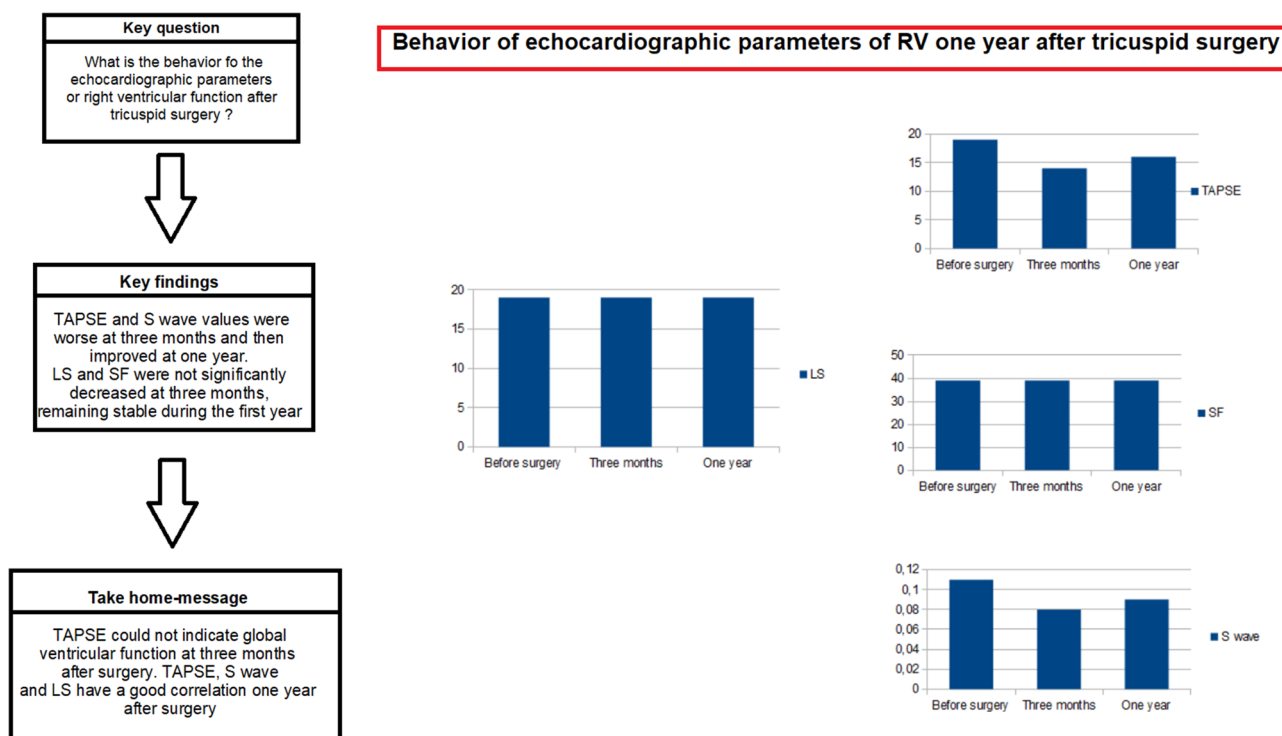 Key question
What is the behavior fo the
echocardiographic parameters
or right ventricular function after
tricuspid surgery ?
Key findings
TAPSE and S wave values were
worse at three months and then
improved at one year.
LS and SF were not significantly
decreased at three months,
remaining stable during the first year
Take home-message
TAPSE could not indicate global
ventricular function at three months
after surgery. TAPSE, S wave
and LS have a good correlation one year
after surgery
Behavior of echocardiographic parameters of RV one year after tricuspid surgery
20
15
10
5
0
Before surgery Three months One year
TAPSE
20
15
10
5
0
Before surgery Three months One year
LS
50
40
30
20
10
0
Before surgery Three months One year
SF
0,12
0,1
0,08
0,06
0,04
0,02
0
Before surgery Three months One year
S wave